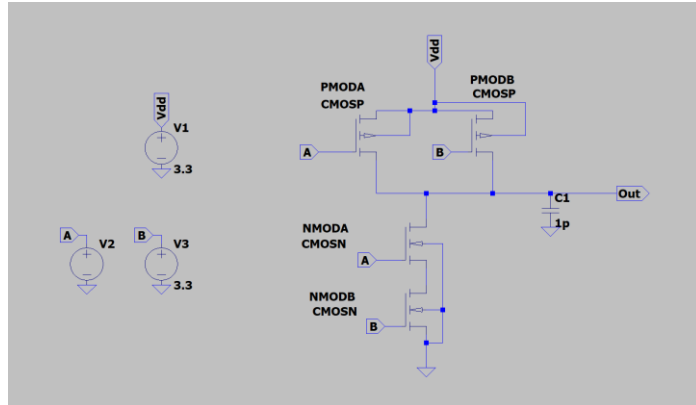 Vdd
PMODA
CMOSP
PMODB
CMOSP
Vdd
V1
3.3
A
B
Out
C1
1p
A
V2
B
V3
3.3
NMODA
CMOSN
A
NMODB
CMOSN
B